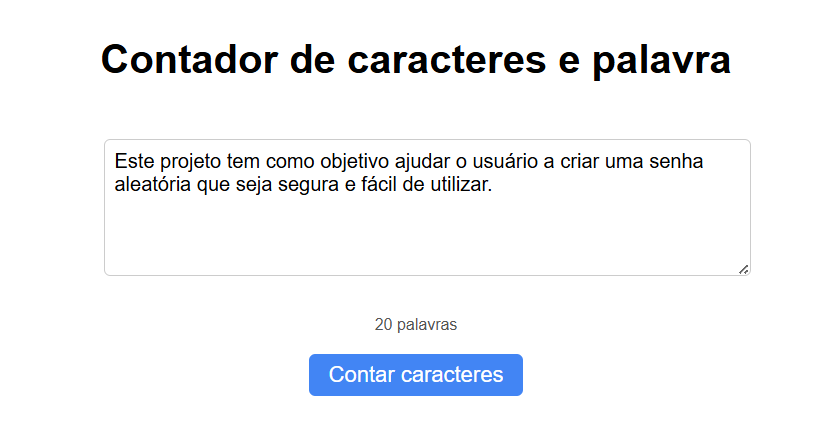 Contador de caracteres e palavra
Este projeto tem como objetivo ajudar o usuário a criar uma senha
aleatória que seja segura e fácil de utilizar.
20 palavras
Contar caracteres